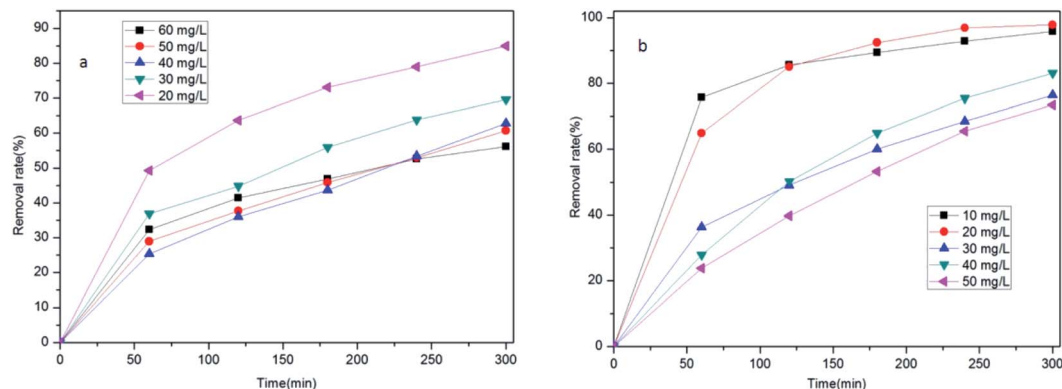 90
80
70
60
50
40
30
20
10
0
Removal rate(%)
a
60 mg/L
50 mg/L
40 mg/L
30 mg/L
20 mg/L
0 50 100 150 200 250 300
Time(min)
100
80
60
40
20
0
Removal rate(%)
b
10 mg/L
20 mg/L
30 mg/L
40 mg/L
50 mg/L
0 50 100 150 200 250 300
Time(min)